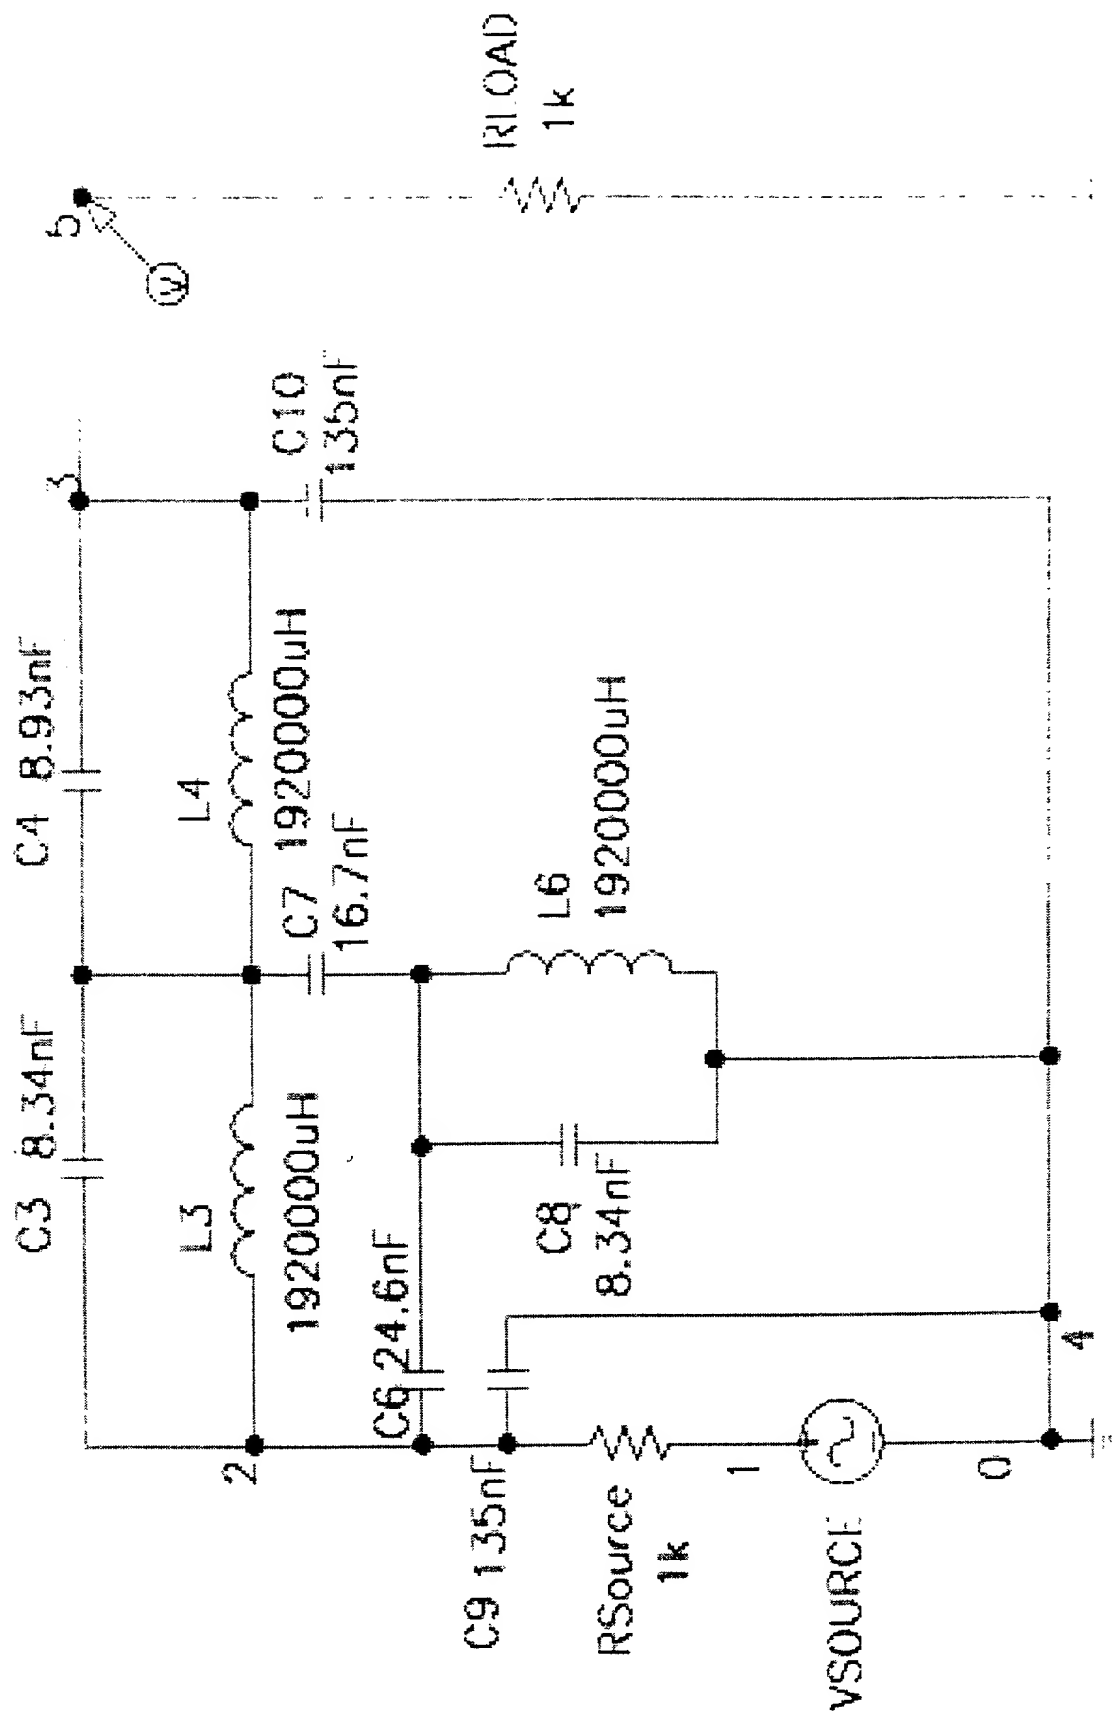 C3 8.34nF
C4 8.93nF
3
5
L3
1920000uH
L4
1920000uH
2
C6 24.6nF
C7
16.7nF
C10
135nF
C9 135nF
C8
8.34nF
L6
1920000uH
RSource
1k
RLOAD
1k
1
VSOURCE
0
4
V